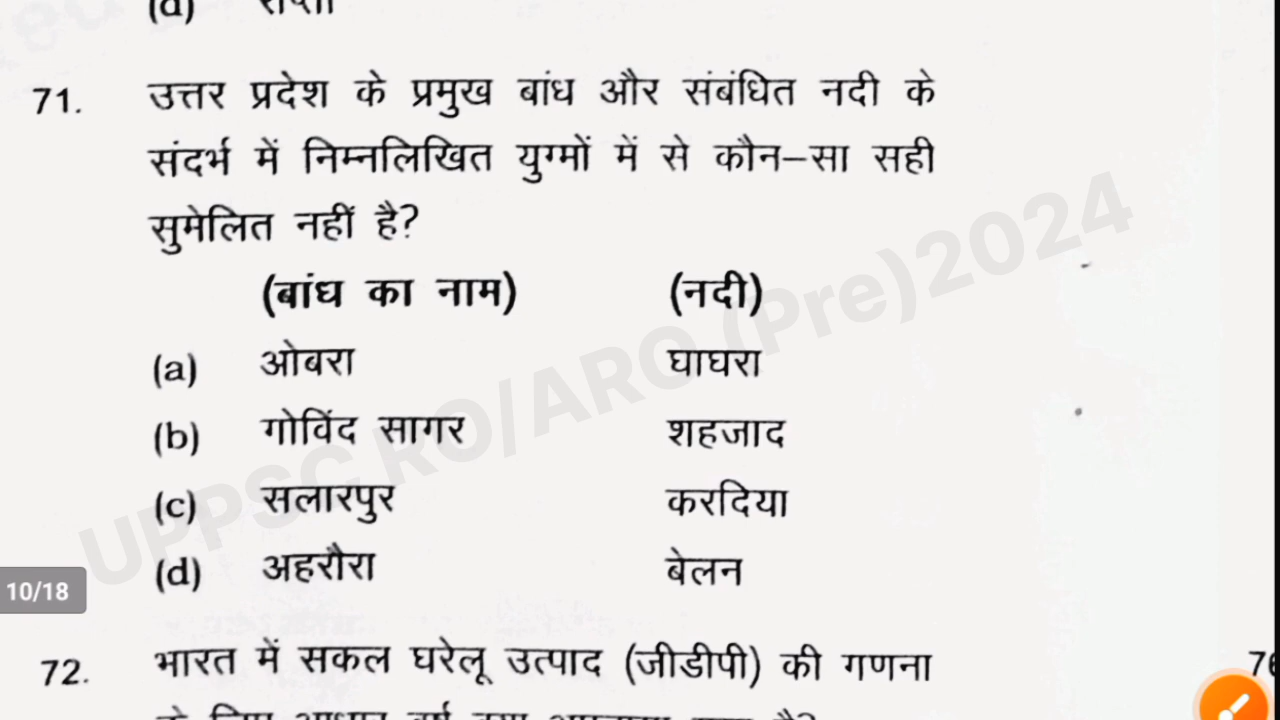 (d)
71. उत्तर प्रदेश के प्रमुख बांध और संबंधित नदी के
संदर्भ में निम्नलिखित युग्मों में से कौन–सा सही
सुमेलित नहीं है?
(बांध का नाम) (नदी)
(a) ओबरा घाघरा
(b) गोविंद सागर शहजाद
(c) सलारपुर करदिया
(d) अहरौरा बेलन
UPPSC RO/ARO (Pre)2024
10/18
72. भारत में सकल घरेलू उत्पाद (जीडीपी) की गणना